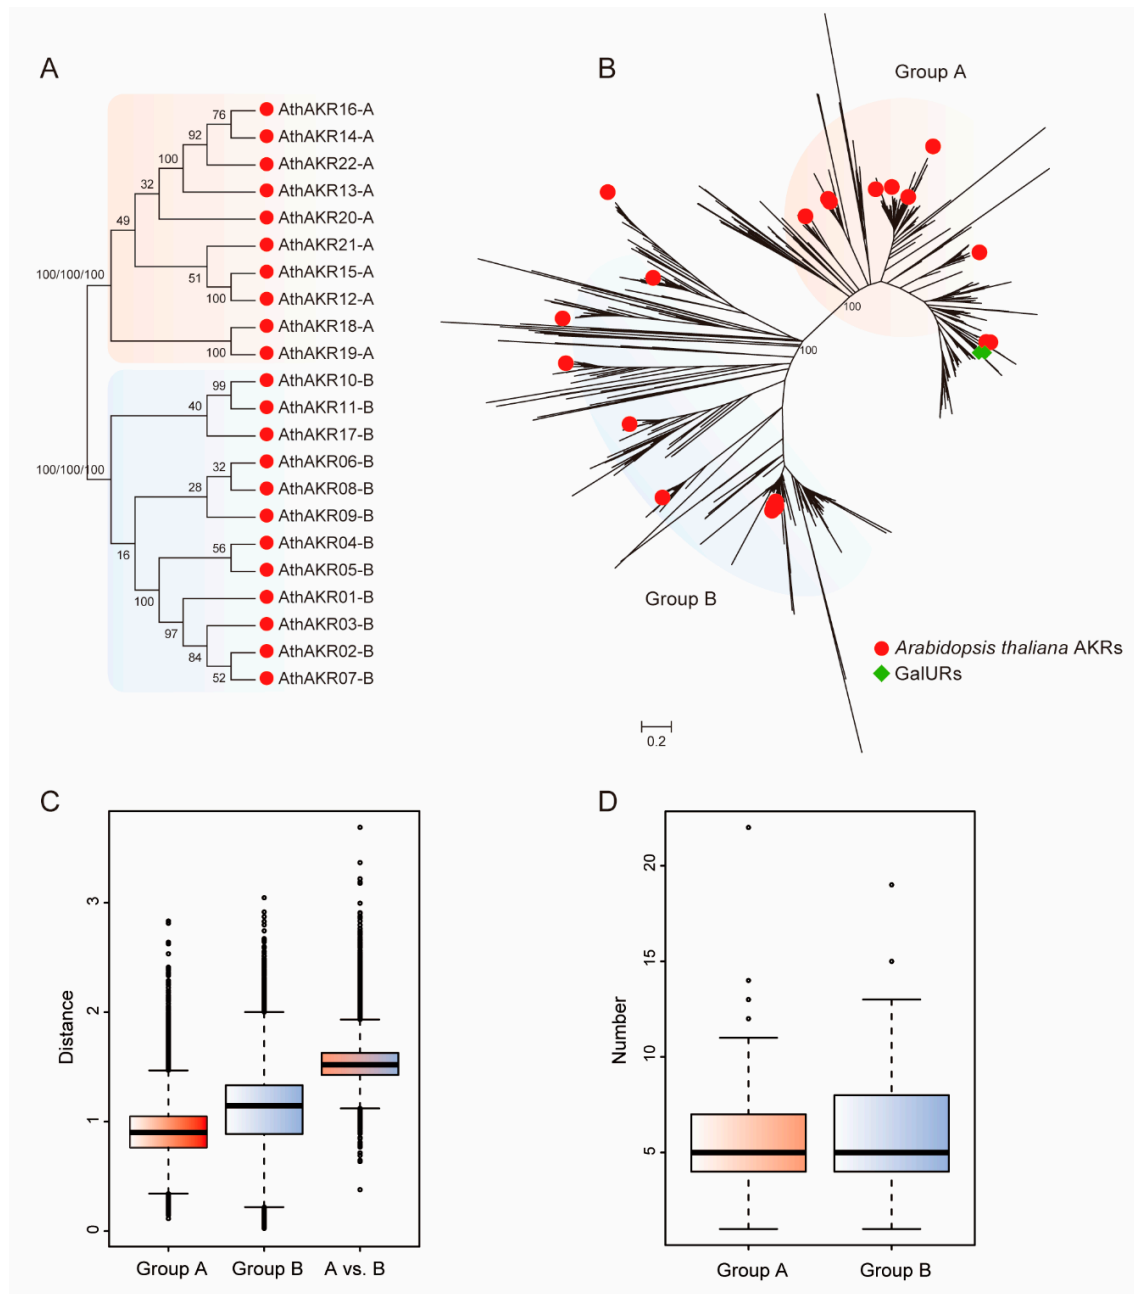 A
B
Group A
76
AthAKR16-A
92
AthAKR14-A
100
AthAKR22-A
32
AthAKR13-A
49
AthAKR20-A
AthAKR21-A
100/100/100
51
AthAKR15-A
100
AthAKR12-A
AthAKR18-A
100
AthAKR19-A
99
AthAKR10-B
40
AthAKR11-B
AthAKR17-B
100/100/100
32
AthAKR06-B
28
AthAKR08-B
AthAKR09-B
16
56
AthAKR04-B
AthAKR05-B
100
AthAKR01-B
97
AthAKR03-B
84
AthAKR02-B
52
AthAKR07-B
100
100
Group B
Arabidopsis thaliana AKRs
GalURs
0.2
C
Distance
3
2
1
0
Group A
Group B
A vs. B
D
Number
20
15
10
5
Group A
Group B